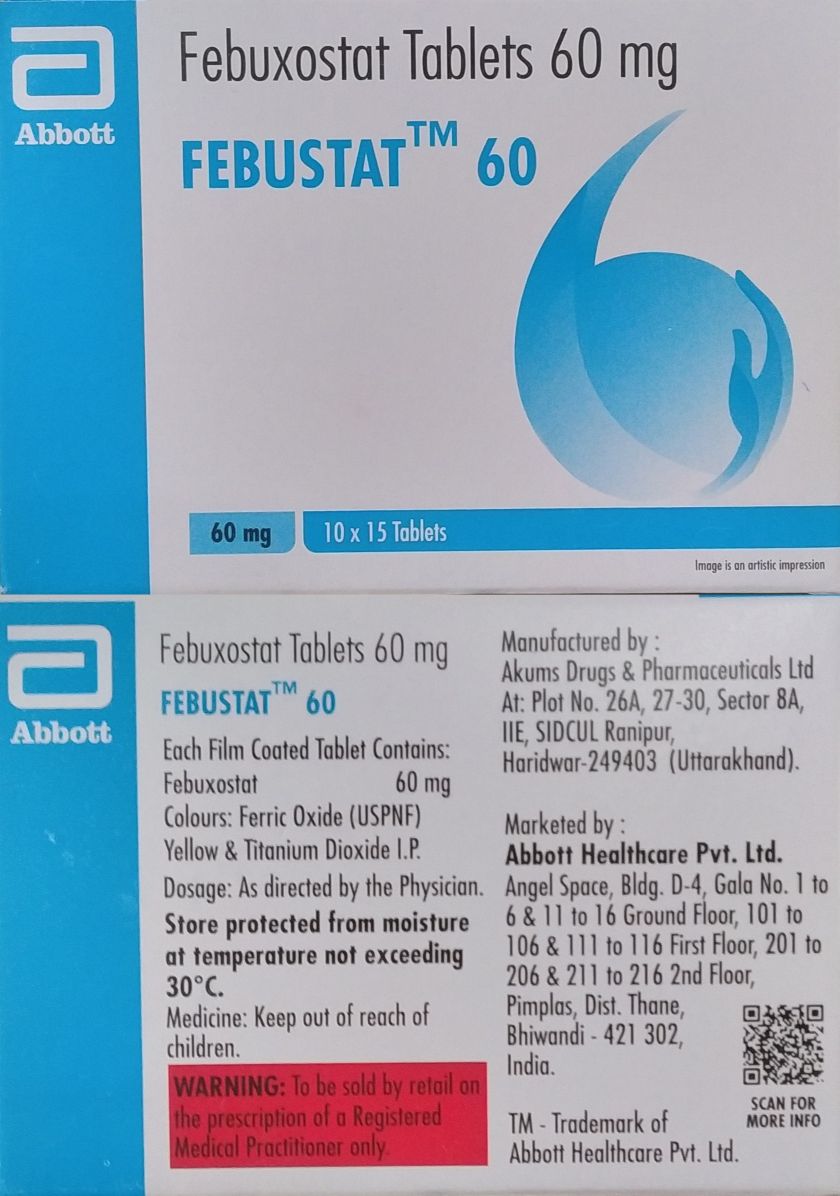 Abbott
Febuxostat Tablets 60 mg
FEBUSTAT™ 60
60 mg
10 x 15 Tablets
Image is an artistic impression
Abbott
Febuxostat Tablets 60 mg
FEBUSTAT™ 60
Each Film Coated Tablet Contains:
Febuxostat 60 mg
Colours: Ferric Oxide (USPNF)
Yellow & Titanium Dioxide I.P.
Dosage: As directed by the Physician.
Store protected from moisture
at temperature not exceeding
30°C.
Medicine: Keep out of reach of
children.
WARNING: To be sold by retail on
the prescription of a Registered
Medical Practitioner only.
Manufactured by :
Akums Drugs & Pharmaceuticals Ltd
At: Plot No. 26A, 27-30, Sector 8A,
IIE, SIDCUL Ranipur,
Haridwar-249403 (Uttarakhand).
Marketed by :
Abbott Healthcare Pvt. Ltd.
Angel Space, Bldg. D-4, Gala No. 1 to
6 & 11 to 16 Ground Floor, 101 to
106 & 111 to 116 First Floor, 201 to
206 & 211 to 216 2nd Floor,
Pimplas, Dist. Thane,
Bhiwandi - 421 302,
India.
SCAN FOR
MORE INFO
TM - Trademark of
Abbott Healthcare Pvt. Ltd.